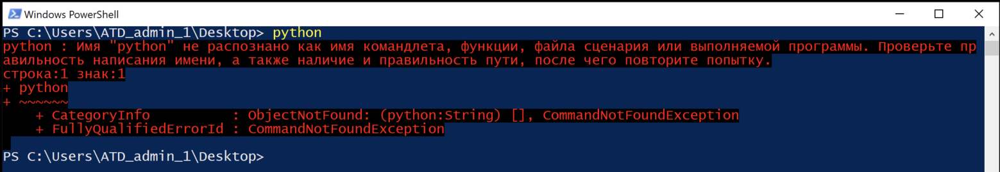 Windows PowerShell
PS C:\Users\ATD_admin_1\Desktop> python
python : Имя "python" не распознано как имя командлета, функции, файла сценария или выполняемой программы. Проверьте пр
авильность написания имени, а также наличие и правильность пути, после чего повторите попытку.
строка:1 знак:1
+ python
+ ~~~~~~
    + CategoryInfo          : ObjectNotFound: (python:String) [], CommandNotFoundException
    + FullyQualifiedErrorId : CommandNotFoundException
PS C:\Users\ATD_admin_1\Desktop>